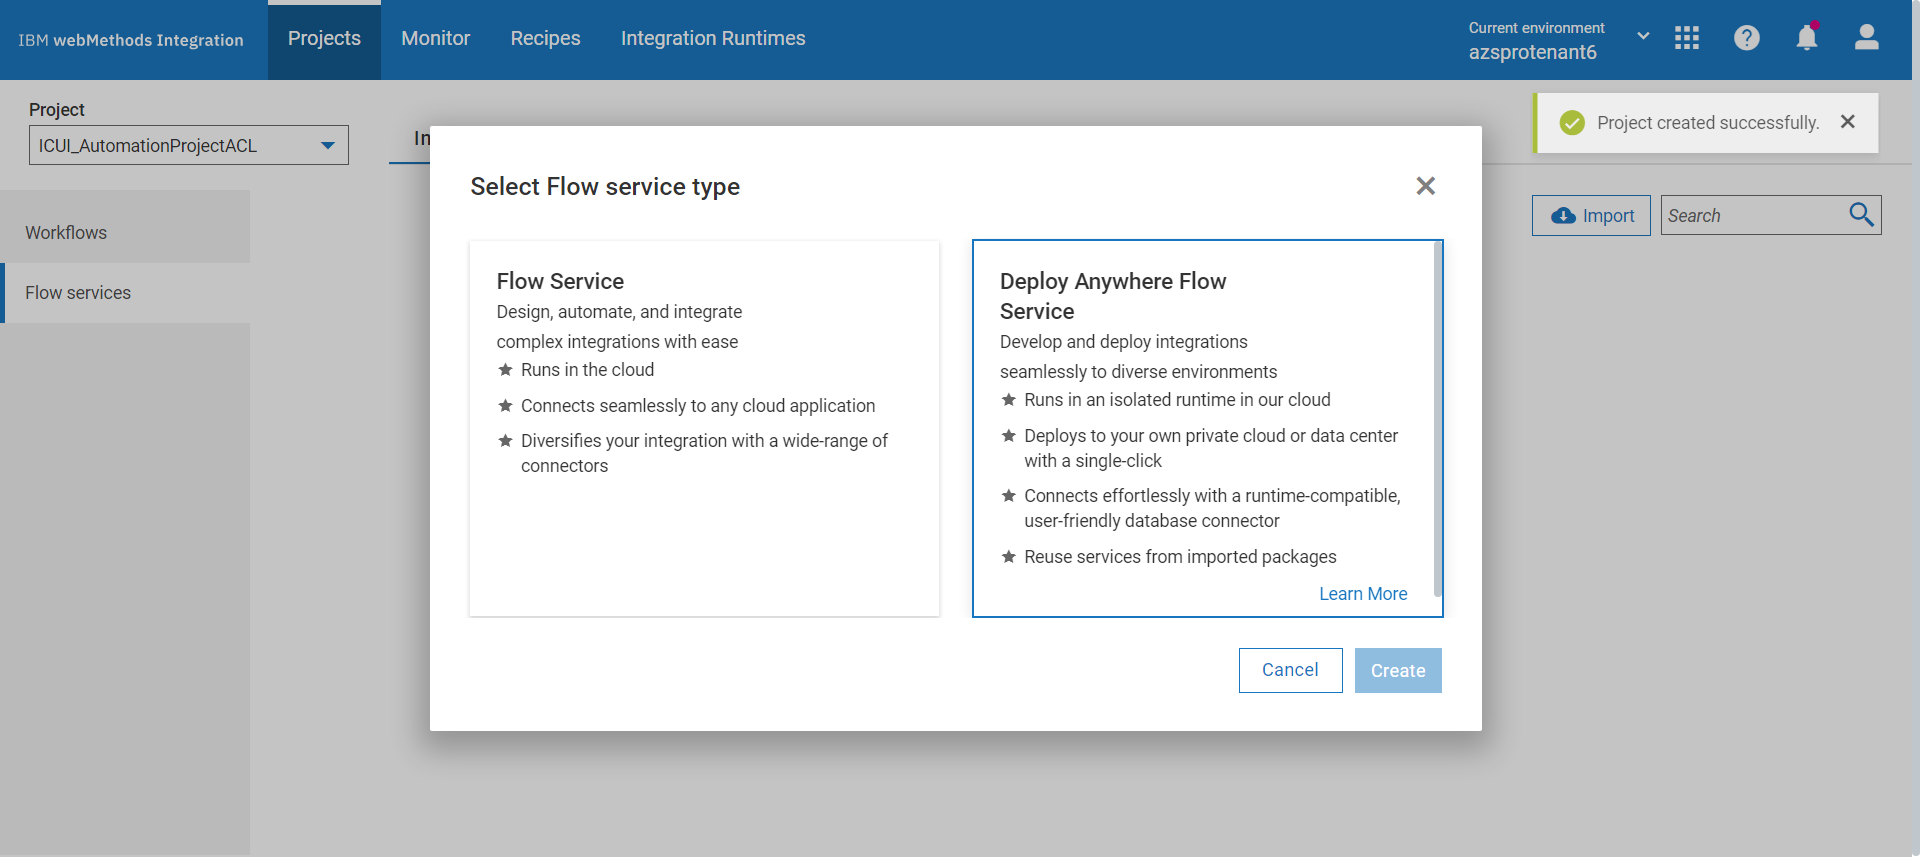 IBM webMethods Integration
Projects
Monitor
Recipes
Integration Runtimes
Current environment
azsprotenant6
Project
ICUI_AutomationProjectACL
In
Project created successfully.
Import
Search
Workflows
Flow services
Select Flow service type
Flow Service
Design, automate, and integrate
complex integrations with ease
Runs in the cloud
Connects seamlessly to any cloud application
Diversifies your integration with a wide-range of
connectors
Deploy Anywhere Flow
Service
Develop and deploy integrations
seamlessly to diverse environments
Runs in an isolated runtime in our cloud
Deploys to your own private cloud or data center
with a single-click
Connects effortlessly with a runtime-compatible,
user-friendly database connector
Reuse services from imported packages
Learn More
Cancel
Create